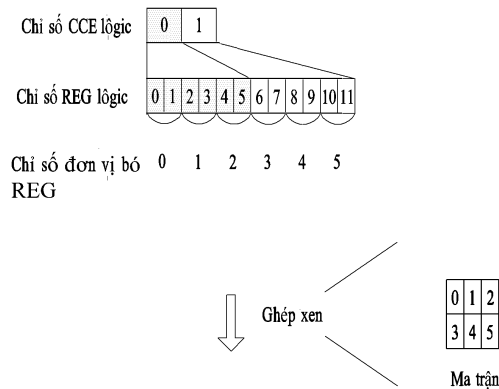 Chỉ số CCE lôgic 0 1
Chỉ số REG lôgic 0 1 2 3 4 5 6 7 8 9 10 11
Chỉ số đơn vị bó 0 1 2 3 4 5
REG
Ghép xen
0 1 2
3 4 5
Ma trận